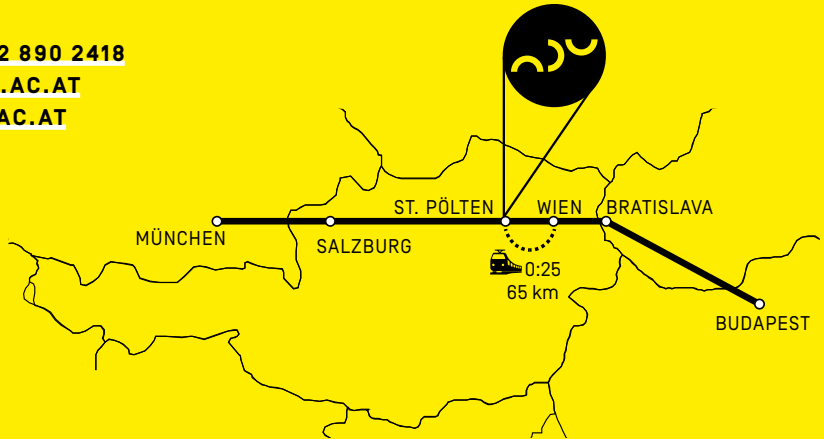 2 890 2418
.AC.AT
AC.AT
ST. PÖLTEN
WIEN
BRATISLAVA
MÜNCHEN
SALZBURG
0:25
65 km
BUDAPEST